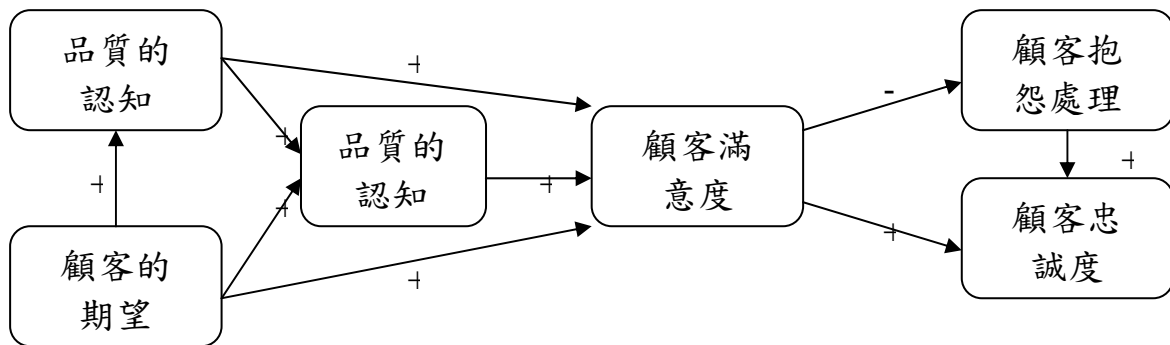 品質的
認知
+
+
+
品質的
認知
+
+
顧客的
期望
+
顧客滿
意度
-
+
顧客抱
怨處理
+
顧客忠
誠度